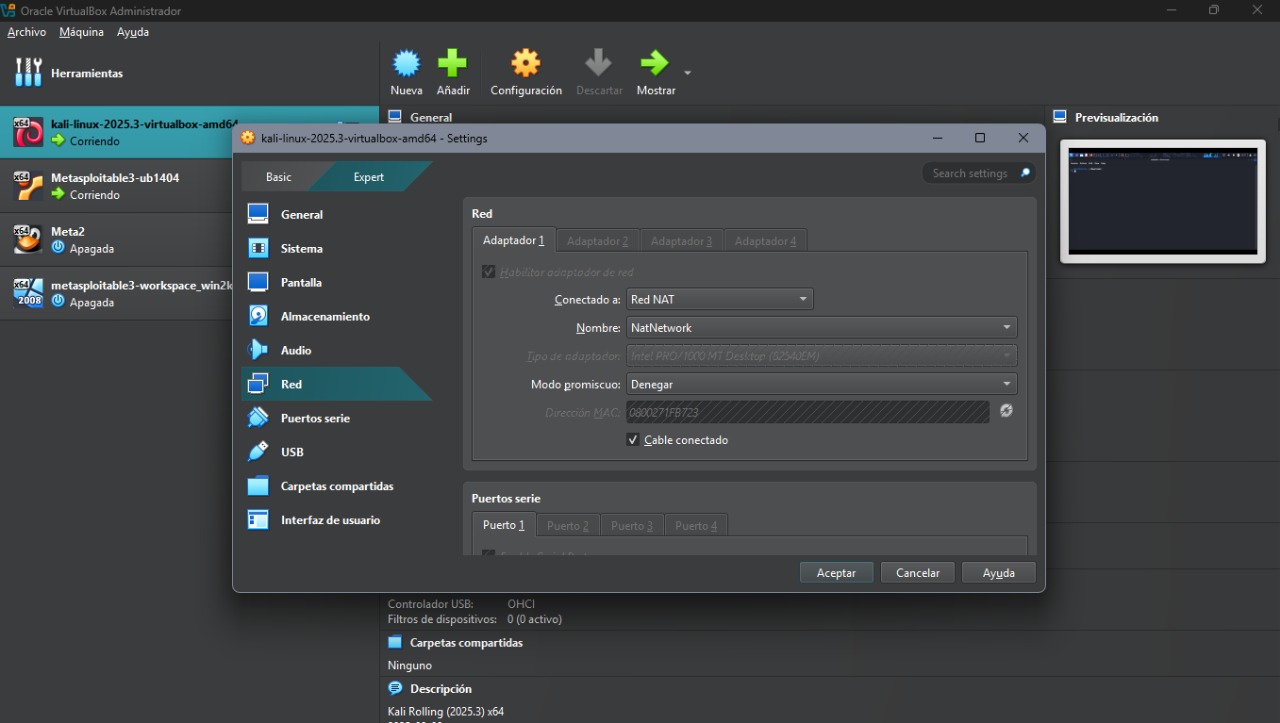 Oracle VirtualBox Administrador
Archivo Máquina Ayuda
Herramientas
Nueva Añadir Configuración Descartar Mostrar
x64 kali-linux-2025.3-virtualbox-amd64
Corriendo
x64 Metasploitable3-ub1404
Corriendo
x64 Meta2
Apagada
x64 2008 metasploitable3-workspace_win2k
Apagada
General
Previsualización
kali-linux-2025.3-virtualbox-amd64 - Settings
Basic Expert
Search settings
General
Sistema
Pantalla
Almacenamiento
Audio
Red
Puertos serie
USB
Carpetas compartidas
Interfaz de usuario
Red
Adaptador 1 Adaptador 2 Adaptador 3 Adaptador 4
Habilitar adaptador de red
Conectado a: Red NAT
Nombre: NatNetwork
Tipo de adaptador: Intel PRO/1000 MT Desktop (82540EM)
Modo promiscuo: Denegar
Dirección MAC: 0800271FB723
Cable conectado
Puertos serie
Puerto 1 Puerto 2 Puerto 3 Puerto 4
Aceptar Cancelar Ayuda
Controlador USB: OHCI
Filtros de dispositivos: 0 (0 activo)
Carpetas compartidas
Ninguno
Descripción
Kali Rolling (2025.3) x64